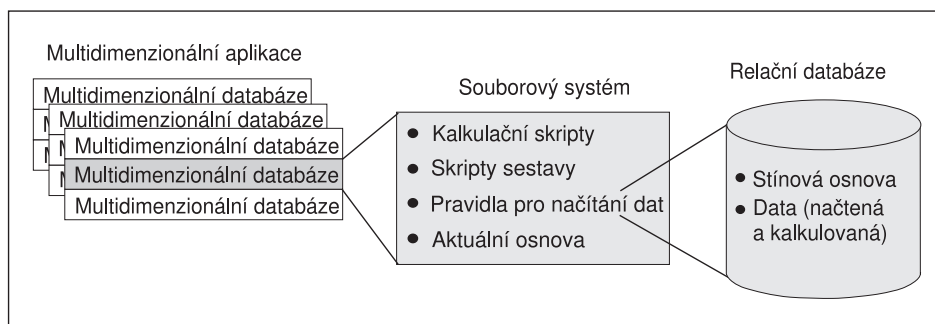 Multidimenzionální aplikace
Multidimenzionální databáze
Multidimenzionální databáze
Multidimenzionální databáze
Multidimenzionální databáze
Multidimenzionální databáze
Souborový systém
● Kalkulační skripty
● Skripty sestavy
● Pravidla pro načítání dat
● Aktuální osnova
Relační databáze
● Stínová osnova
● Data (načtená
a kalkulovaná)